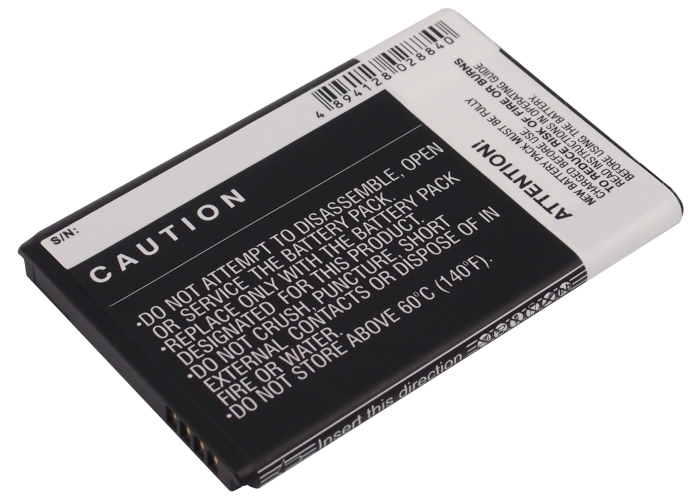 4 894128 028840
S/N:
CAUTION
•DO NOT ATTEMPT TO DISASSEMBLE, OPEN
OR SERVICE THE BATTERY PACK.
•REPLACE ONLY WITH THE BATTERY PACK
DESIGNATED FOR THIS PRODUCT.
•DO NOT CRUSH, PUNCTURE, SHORT
EXTERNAL CONTACTS OR DISPOSE OF IN
FIRE OR WATER.
•DO NOT STORE ABOVE 60°C (140°F).
Insert this direction
ATTENTION!
NEW BATTERY PACK MUST BE FULLY
CHARGED BEFORE USE.
TO REDUCE RISK OF FIRE OR BURNS
READ INSTRUCTIONS IN OPERATING GUIDE
BEFORE USING THE BATTERY.